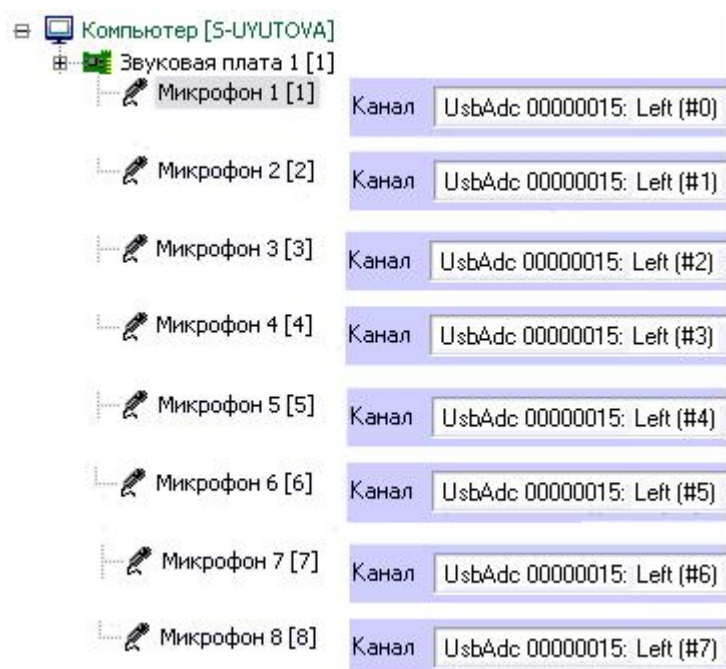 Компьютер [S-UYUTOVA]
Звуковая плата 1 [1]
Микрофон 1 [1] Канал UsbAdc 00000015: Left (#0)
Микрофон 2 [2] Канал UsbAdc 00000015: Left (#1)
Микрофон 3 [3] Канал UsbAdc 00000015: Left (#2)
Микрофон 4 [4] Канал UsbAdc 00000015: Left (#3)
Микрофон 5 [5] Канал UsbAdc 00000015: Left (#4)
Микрофон 6 [6] Канал UsbAdc 00000015: Left (#5)
Микрофон 7 [7] Канал UsbAdc 00000015: Left (#6)
Микрофон 8 [8] Канал UsbAdc 00000015: Left (#7)